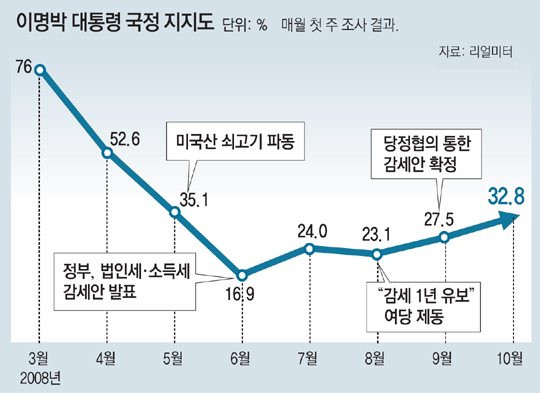 이명박 대통령 국정 지지도 단위: % 매월 첫 주 조사 결과.
자료: 리얼미터
76
52.6
미국산 쇠고기 파동
35.1
정부, 법인세·소득세
감세안 발표
16.9
24.0
23.1
“감세 1년 유보”
여당 제동
당정협의 통한
감세안 확정
27.5
32.8
3월 4월 5월 6월 7월 8월 9월 10월
2008년